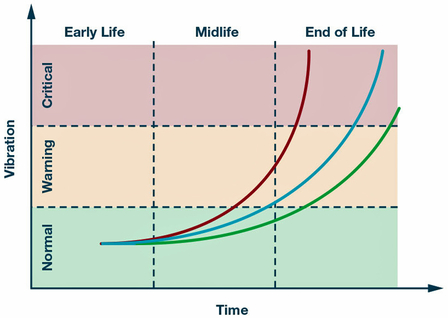 Early Life
Midlife
End of Life
Critical
Warning
Normal
Vibration
Time